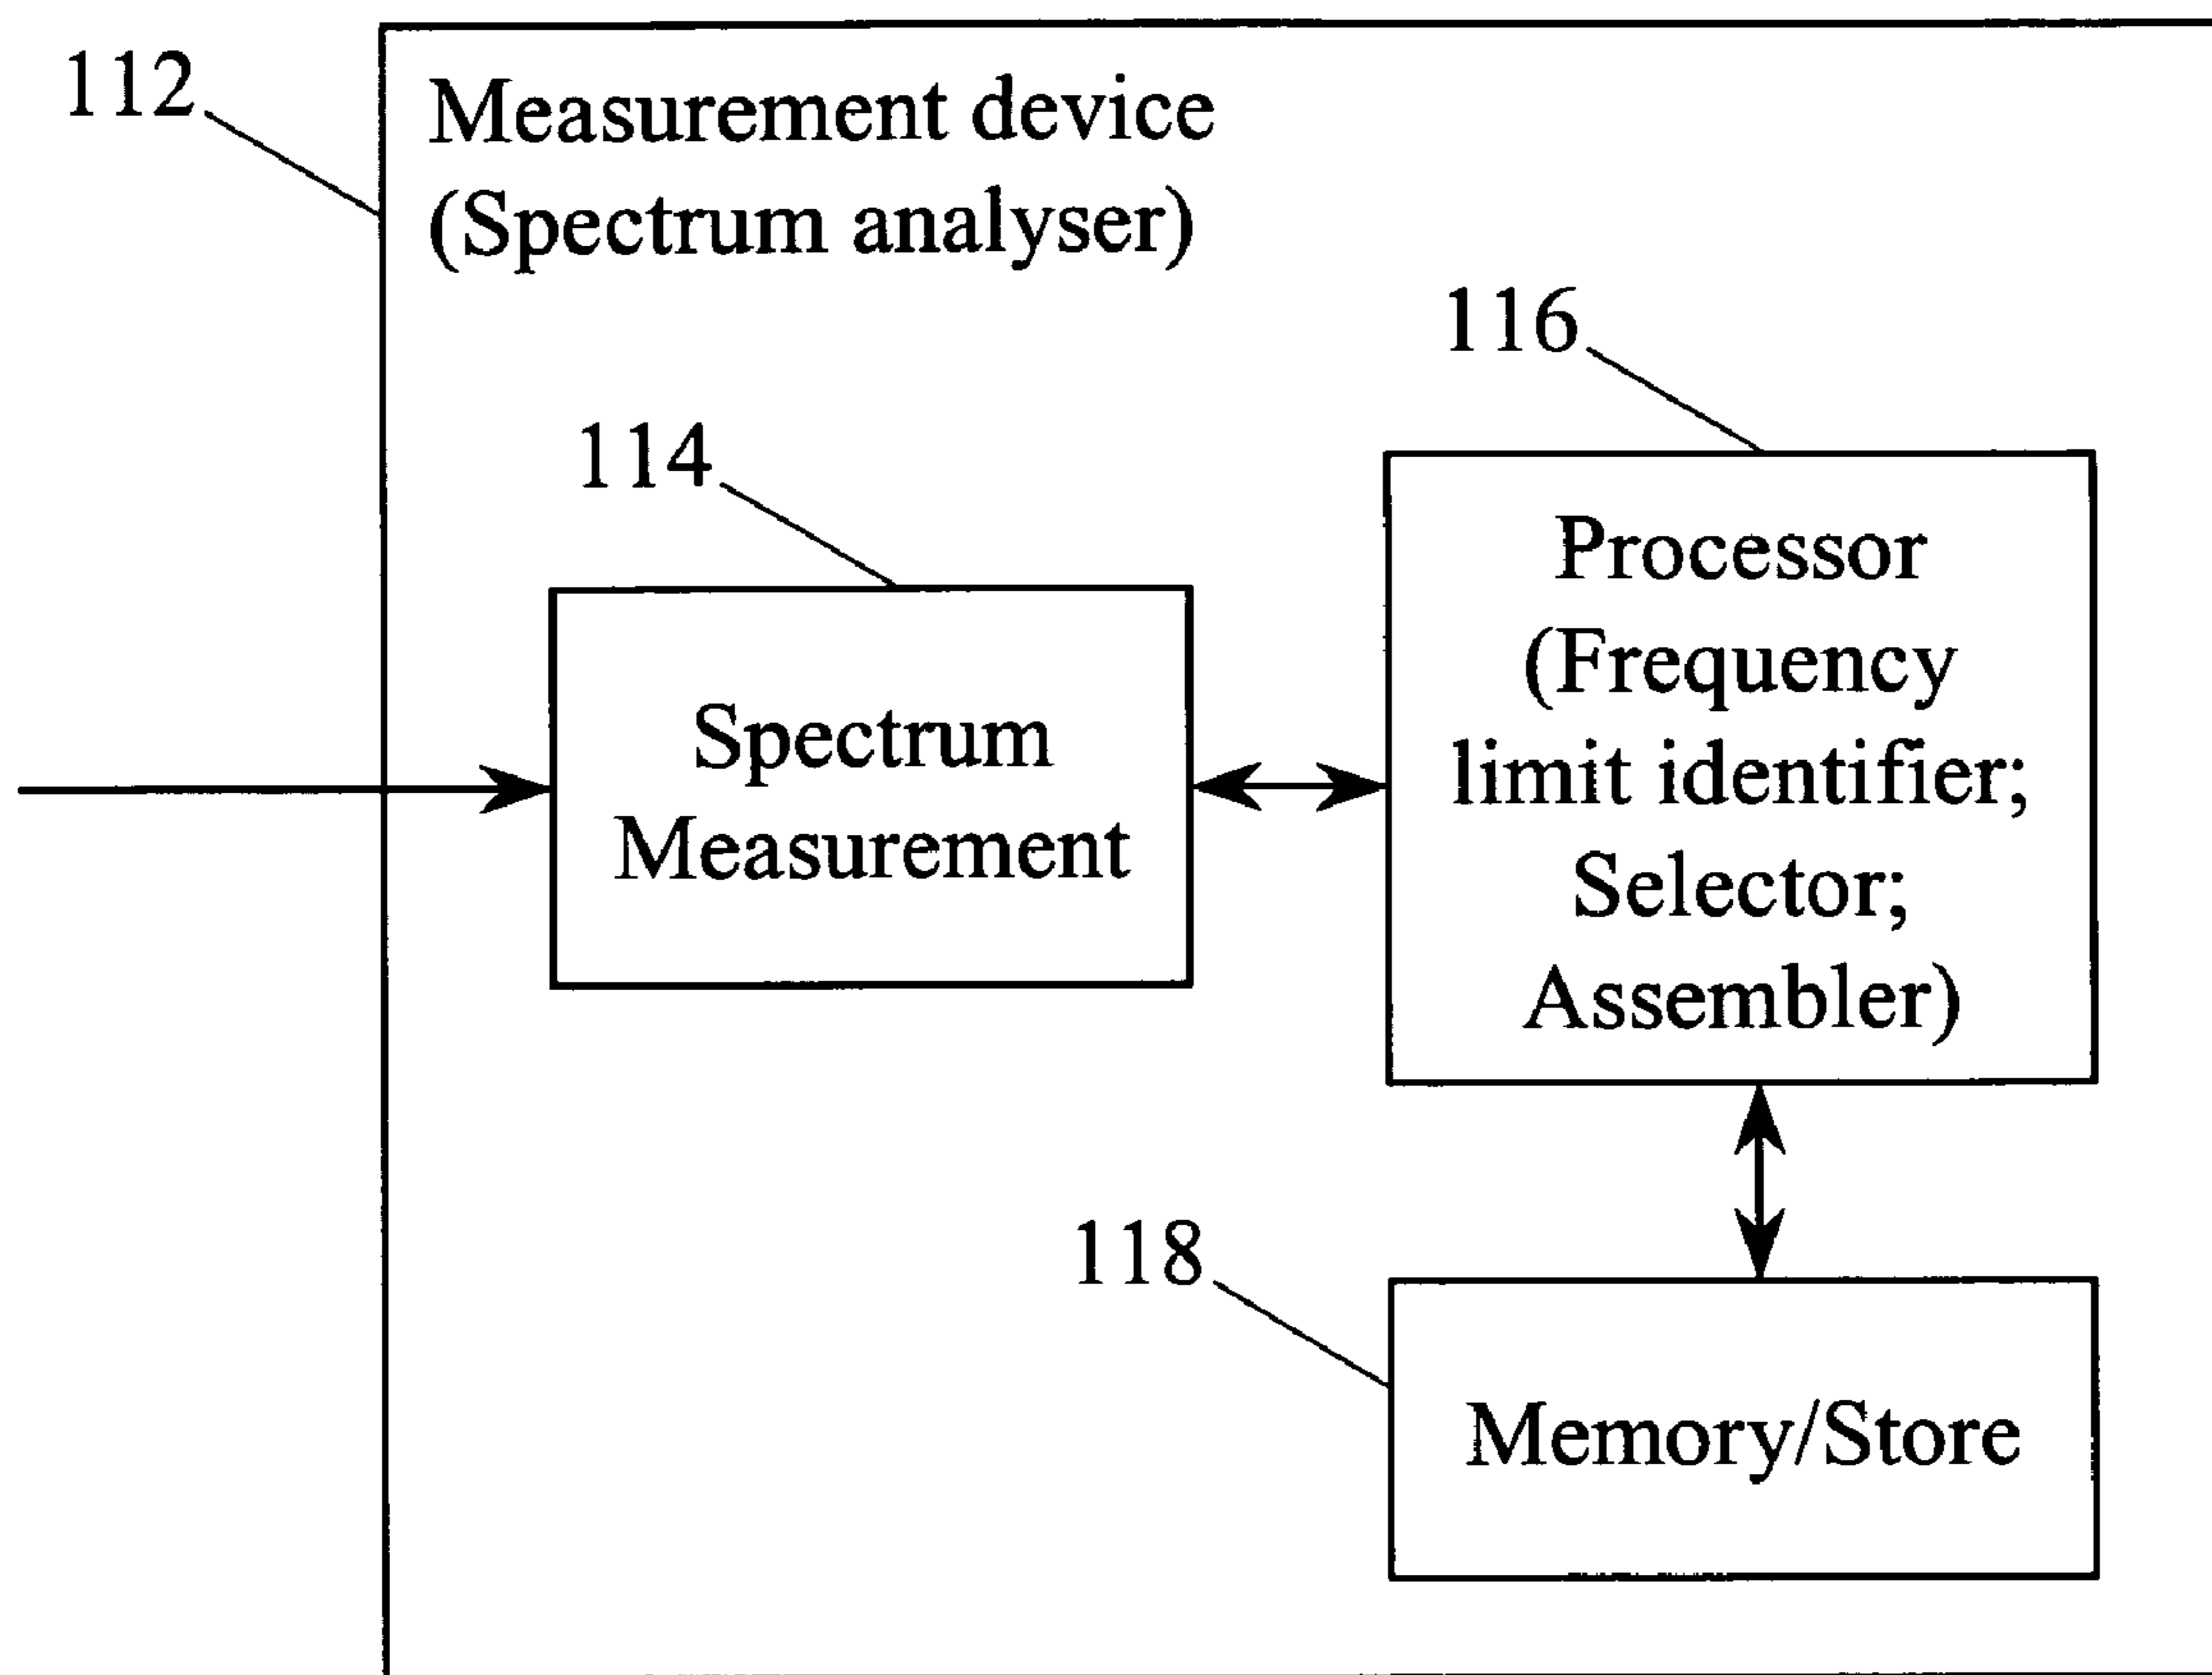 112
Measurement device
(Spectrum analyser)
116
114
Processor
(Frequency
limit identifier;
Selector;
Assembler)
Spectrum
Measurement
118
Memory/Store